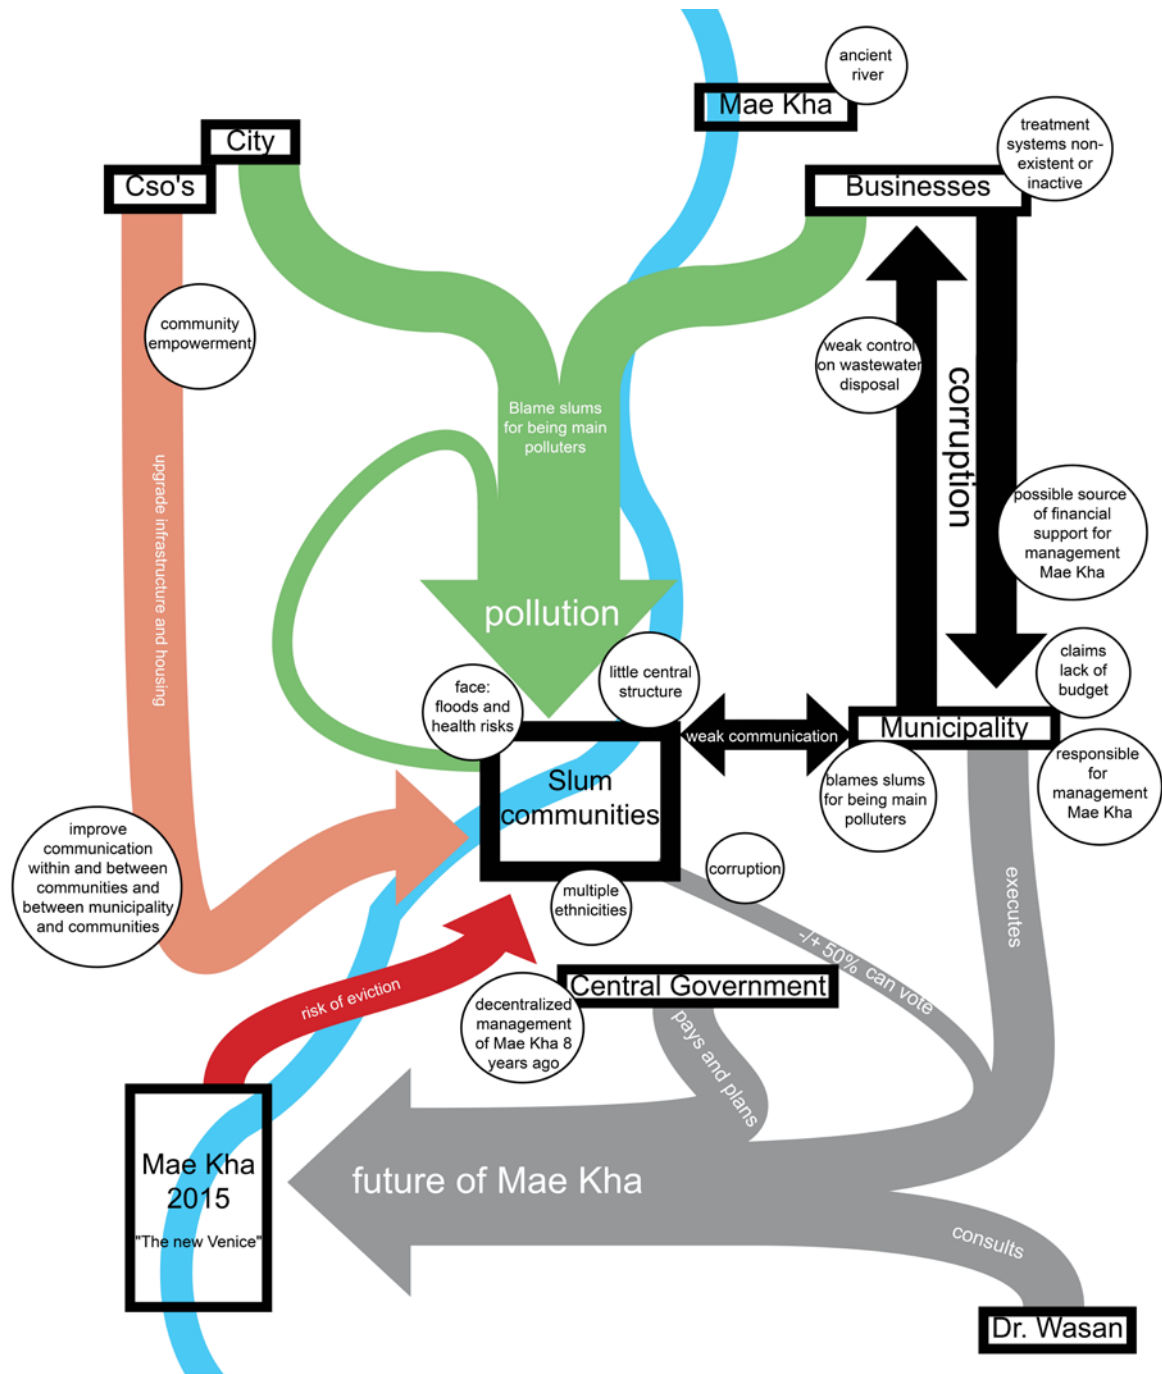 ancient
river
Mae Kha
City
treatment
systems non-
existent or
inactive
Cso's
Businesses
community
empowerment
weak control
on wastewater
disposal
corruption
Blame slums
for being main
polluters
upgrade infrastructure and housing
possible source
of financial
support for
management
Mae Kha
pollution
little central
structure
claims
lack of
budget
face:
floods and
health risks
weak communication
Municipality
Slum
communities
blames slums
for being main
polluters
responsible
for
management
Mae Kha
improve
communication
within and between
communities and
between municipality
and communities
corruption
multiple
ethnicities
executes
-/+ 50% can vote
risk of eviction
Central Government
decentralized
management
of Mae Kha 8
years ago
pays and plans
Mae Kha
2015
"The new Venice"
future of Mae Kha
consults
Dr. Wasan